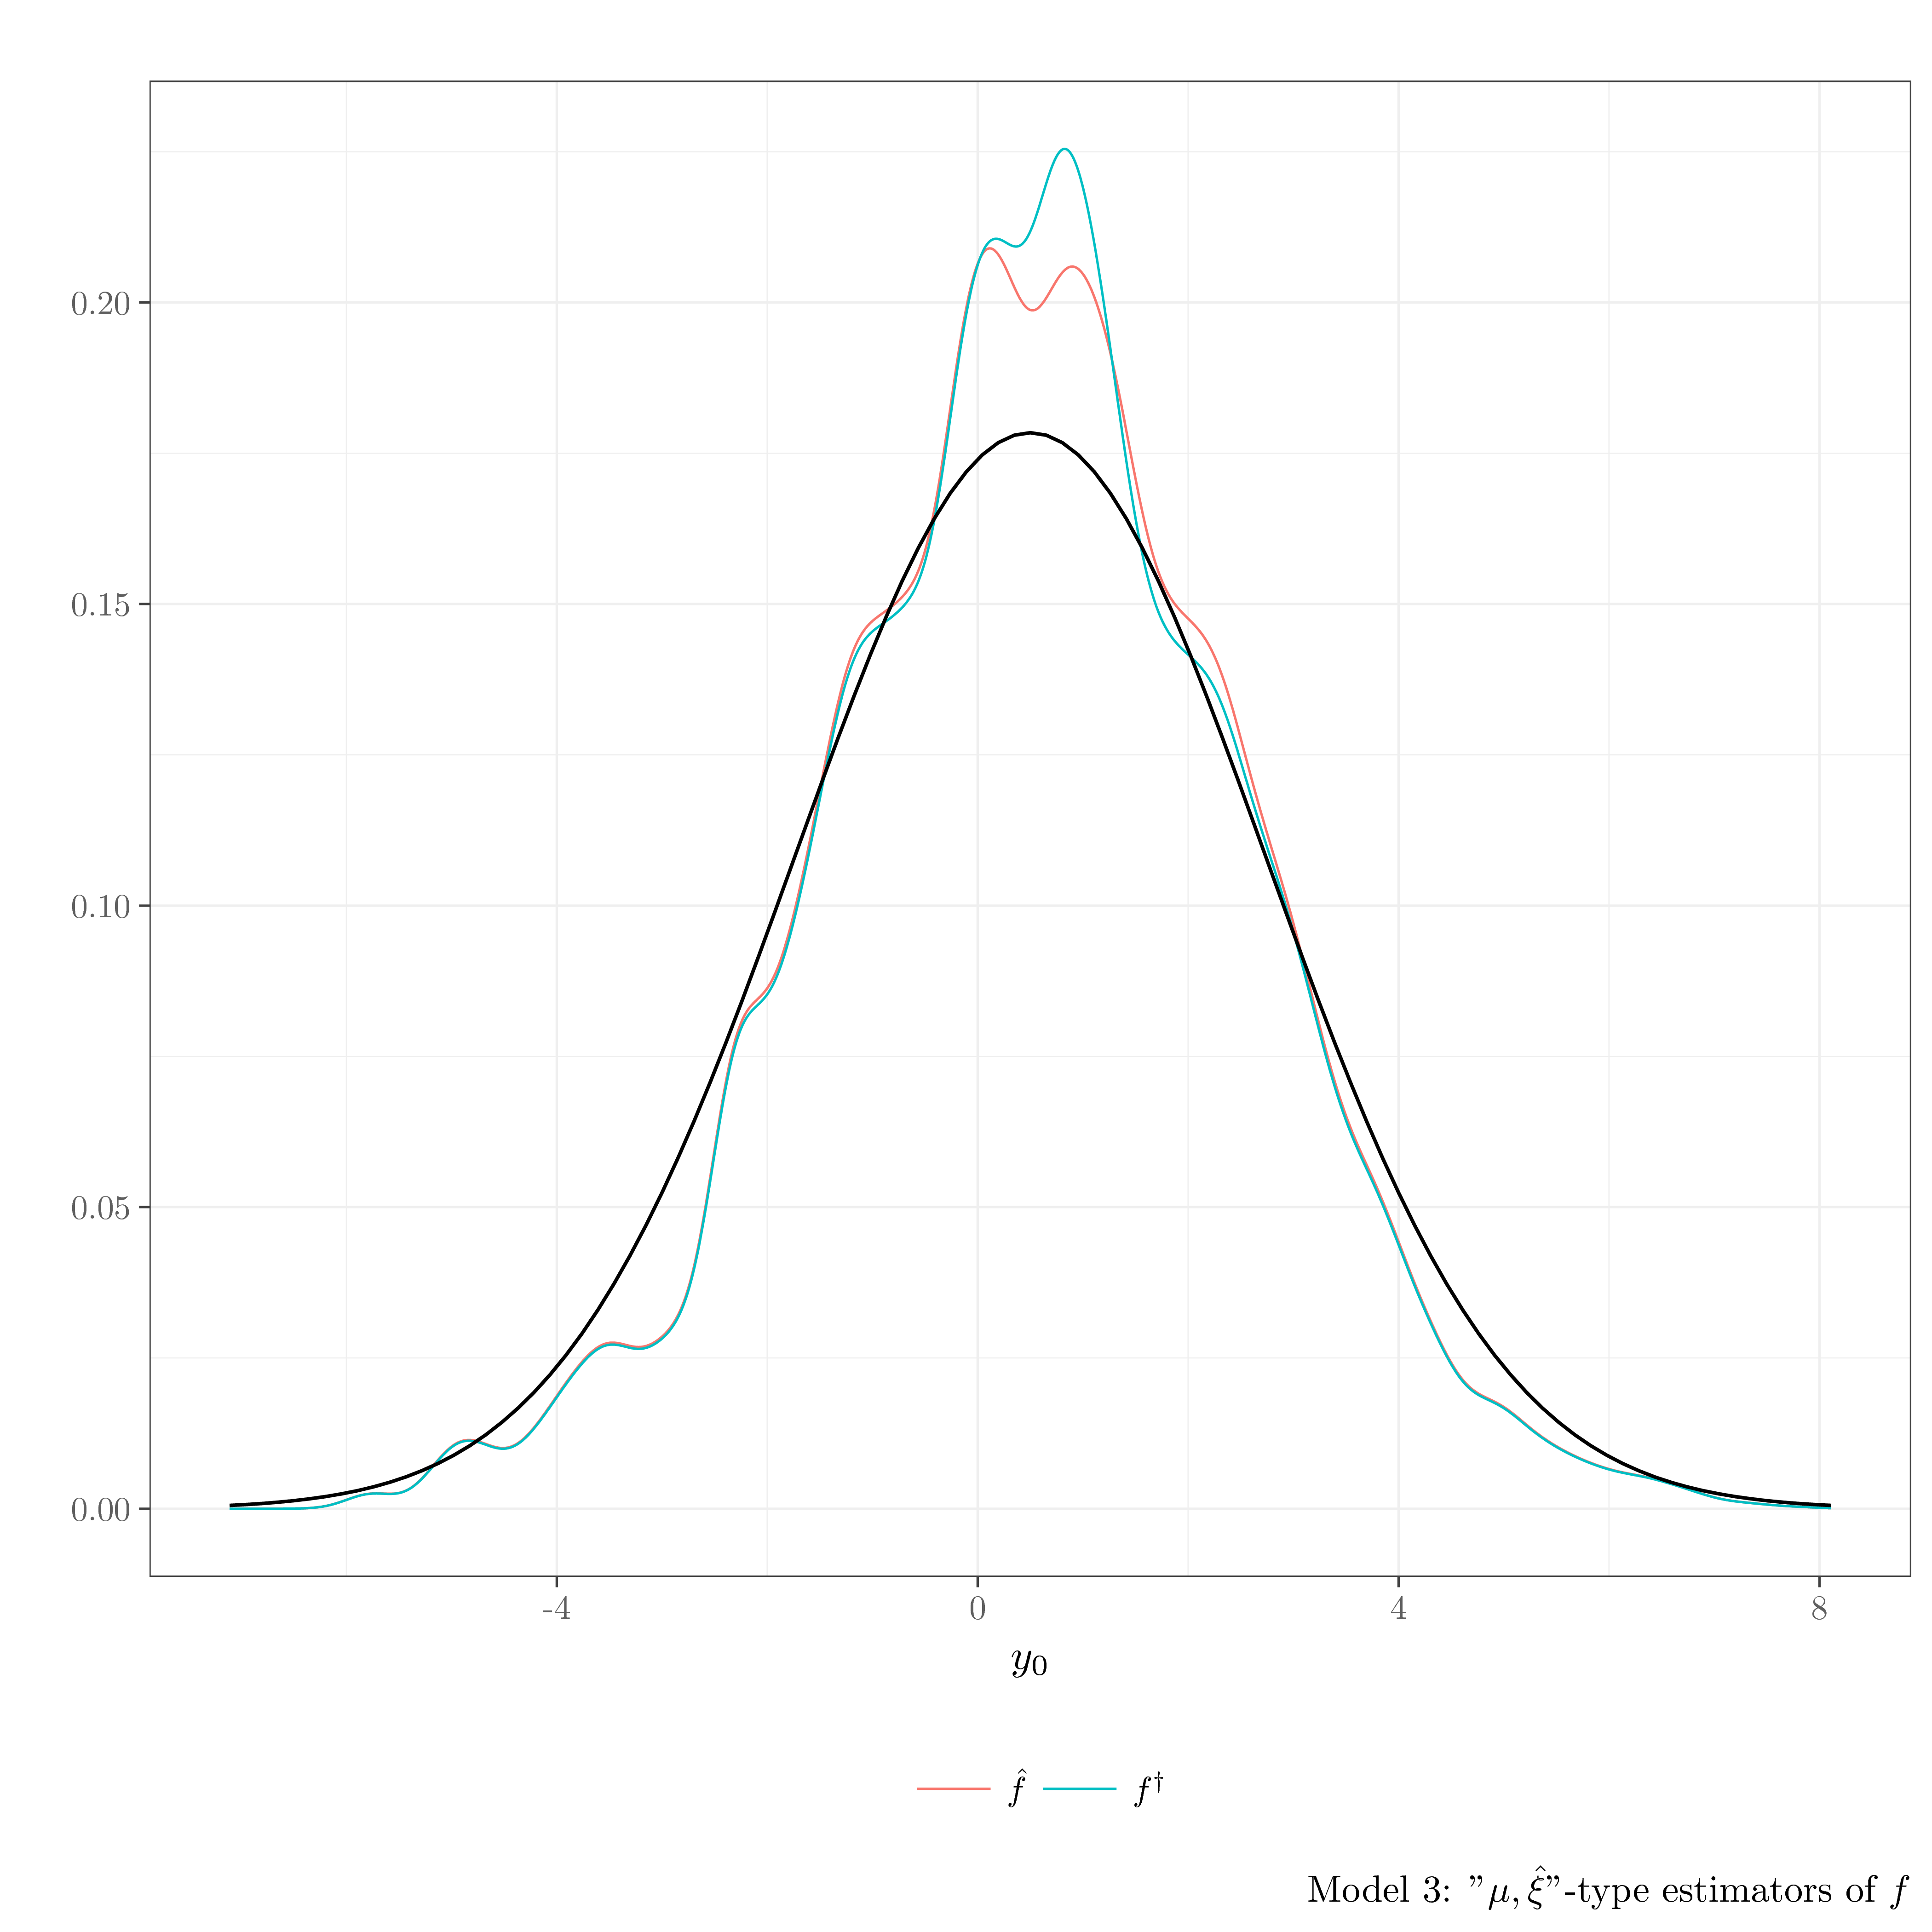 0.20
0.15
0.10
0.05
0.00
-4 0 4 8
y₀
f̂ f†
Model 3: ”μ, ξ̂”-type estimators of f